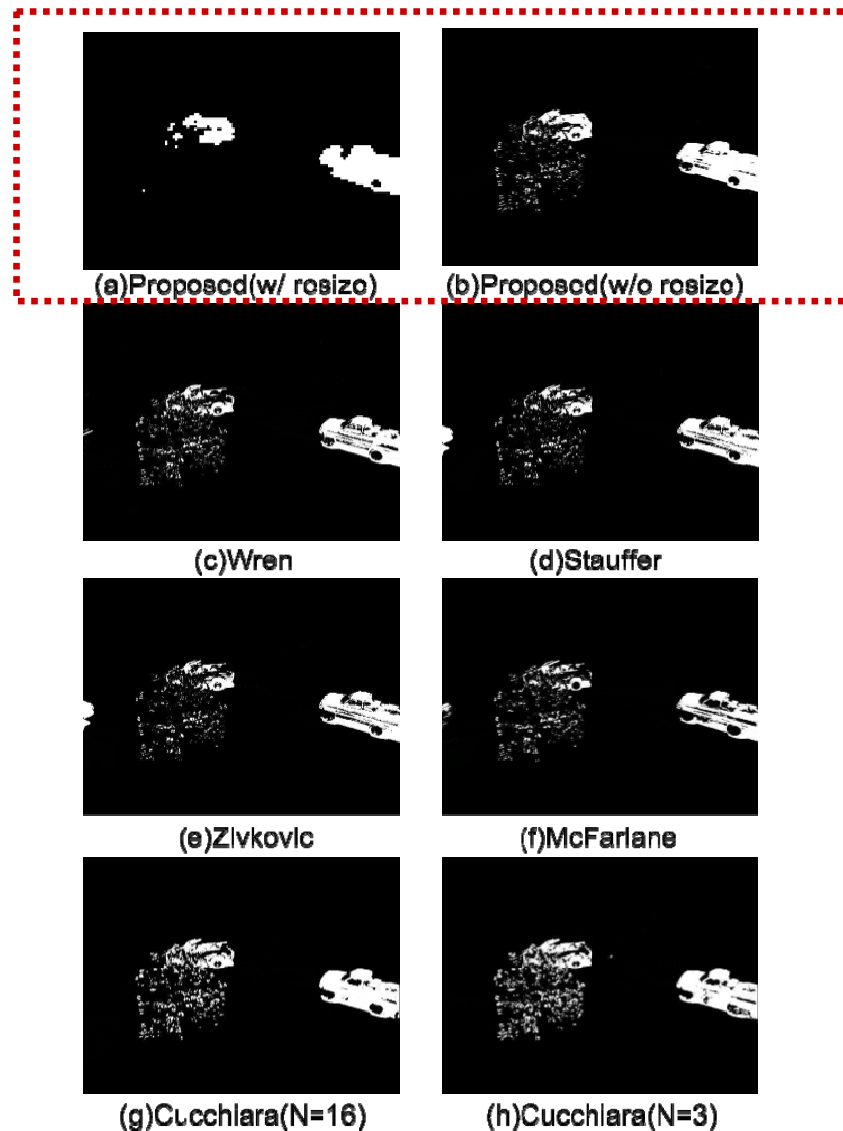 (a)Proposed(w/ resize)
(b)Proposed(w/o resize)
(c)Wren
(d)Stauffer
(e)Zivkovic
(f)McFarlane
(g)Cucchiara(N=16)
(h)Cucchiara(N=3)